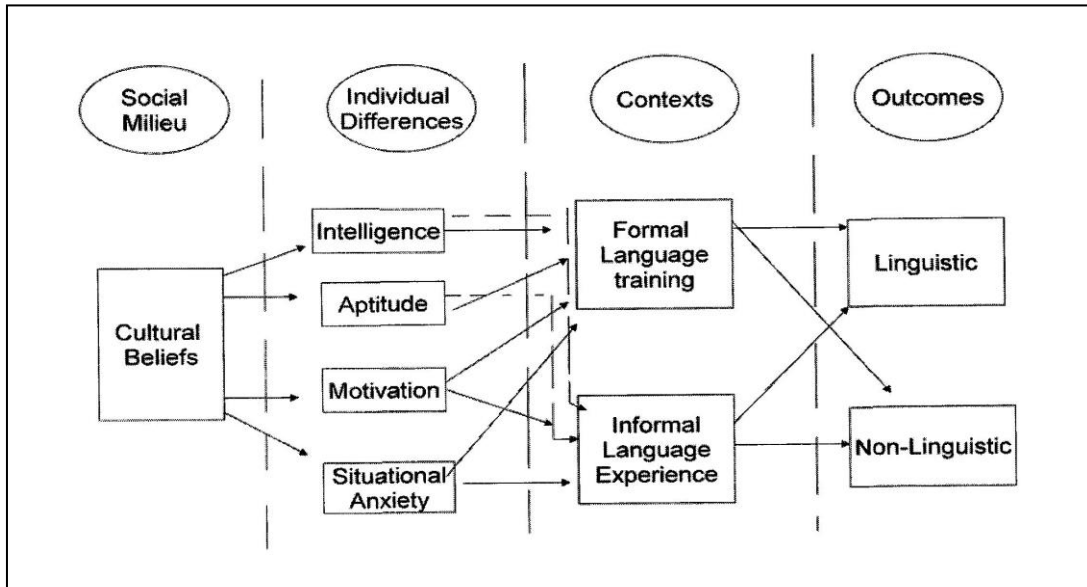 Social
Milieu
Individual
Differences
Contexts
Outcomes
Cultural
Beliefs
Intelligence
Aptitude
Motivation
Situational
Anxiety
Formal
Language
training
Informal
Language
Experience
Linguistic
Non-Linguistic